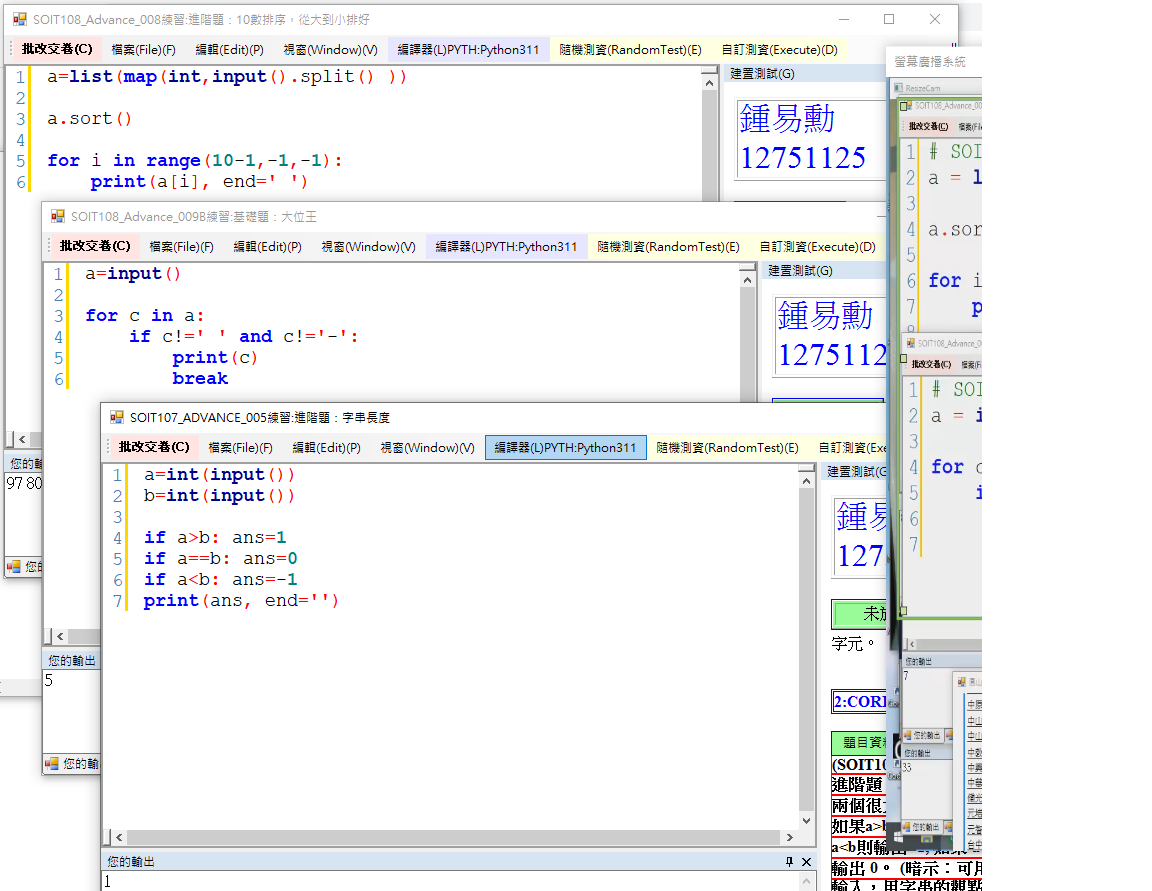 SOIT108_Advance_008練習:進階題：10數排序，從大到小排好
批改交卷(C) 檔案(File)(F) 編輯(Edit)(P) 視窗(Window)(V) 編譯器(L)PYTH:Python311 隨機測資(RandomTest)(E) 自訂測資(Execute)(D)
1 a=list(map(int,input().split() ))
2
3 a.sort()
4
5 for i in range(10-1,-1,-1):
6 print(a[i], end=' ')
建置測試(G)
鍾易勳
12751125
您的輸
97 80
您的
SOIT108_Advance_009B練習:基礎題：大位王
批改交卷(C) 檔案(File)(F) 編輯(Edit)(P) 視窗(Window)(V) 編譯器(L)PYTH:Python311 隨機測資(RandomTest)(E) 自訂測資(Execute)(D)
1 a=input()
2
3 for c in a:
4 if c!=' ' and c!='-':
5 print(c)
6 break
建置測試(G)
鍾易勳
1275112
您的輸出
5
您的輸
SOIT107_ADVANCE_005練習:進階題：字串長度
批改交卷(C) 檔案(File)(F) 編輯(Edit)(P) 視窗(Window)(V) 編譯器(L)PYTH:Python311 隨機測資(RandomTest)(E) 自訂測資(Exe
1 a=int(input())
2 b=int(input())
3
4 if a>b: ans=1
5 if a==b: ans=0
6 if a<b: ans=-1
7 print(ans, end='')
建置測試(G
鍾易
127
字元。
2:CORE
題目資
(SOIT10
進階題
兩個很
如果a>b
a<b則輸出
輸出 0。 (暗示：可用
輸入，用字串的觀點
您的輸出
1
螢幕廣播系統
ResizeCam
SOIT108_Advance_00
批改交卷(C) 檔案(File
1 # SOI
2 a = l
3
4 a.sor
5
6 for i
7 p
8
SOIT108_Advance_0
批改交卷(C) 檔案(F
1 # SOI
2 a = i
3
4 for c
5 i
6
7
您的輸出
7
您的輸出
您的輸出
33
您的輸出
中原
中山
中山
中
中興
中華
元
元智
台中